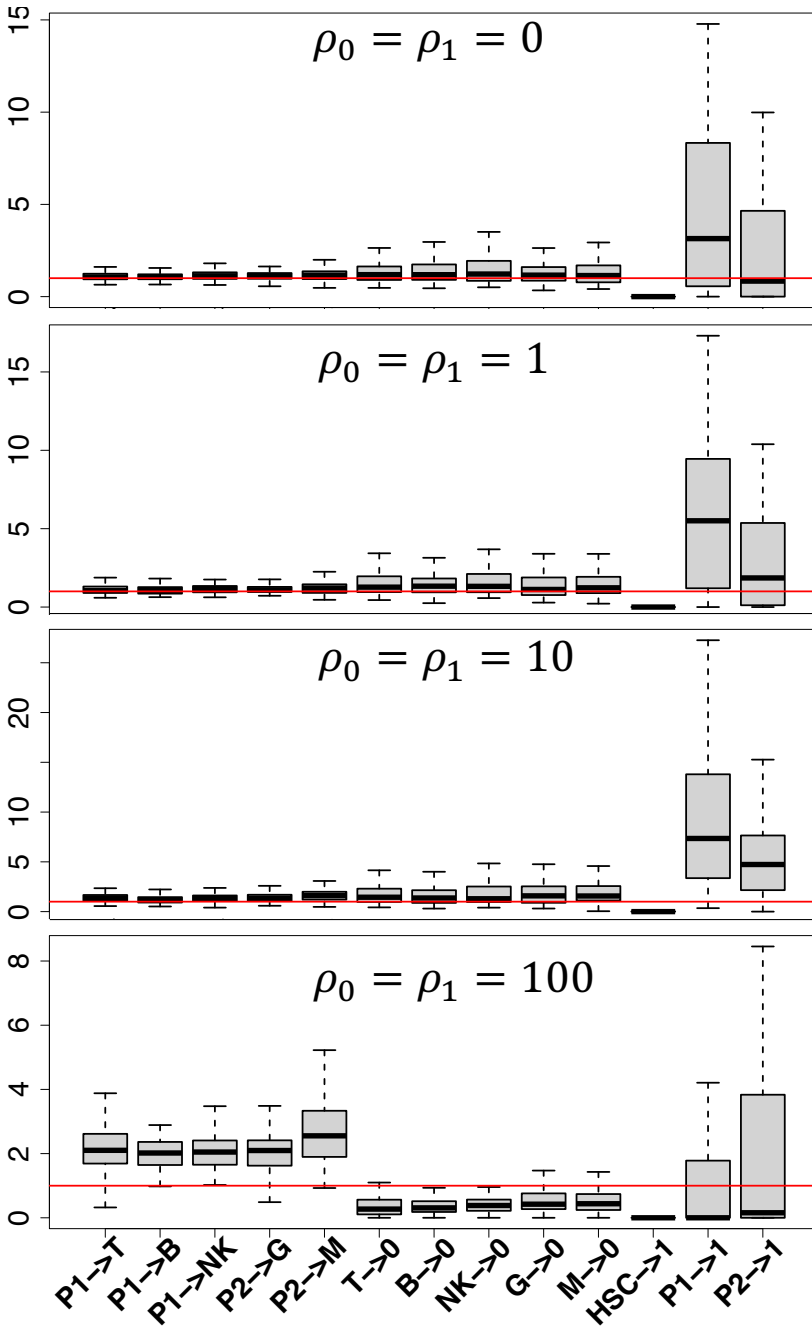 ρ₀ = ρ₁ = 0
15
10
5
0
ρ₀ = ρ₁ = 1
15
10
5
0
ρ₀ = ρ₁ = 10
20
10
5
0
ρ₀ = ρ₁ = 100
8
6
4
2
0
P1−>T
P1−>B
P1−>NK
P2−>G
P2−>M
T−>0
B−>0
NK−>0
G−>0
M−>0
HSC−>1
P1−>1
P2−>1